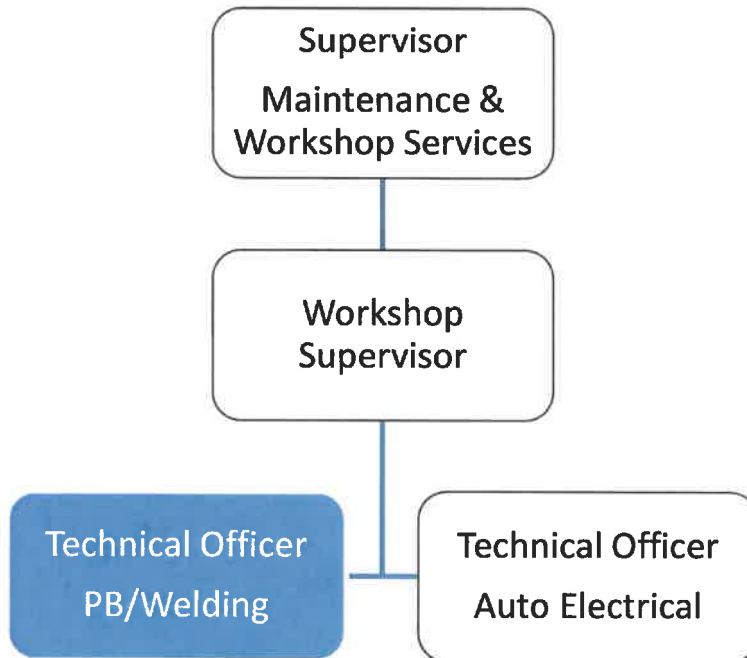 Supervisor
Maintenance &
Workshop Services
Workshop
Supervisor
Technical Officer
PB/Welding
Technical Officer
Auto Electrical